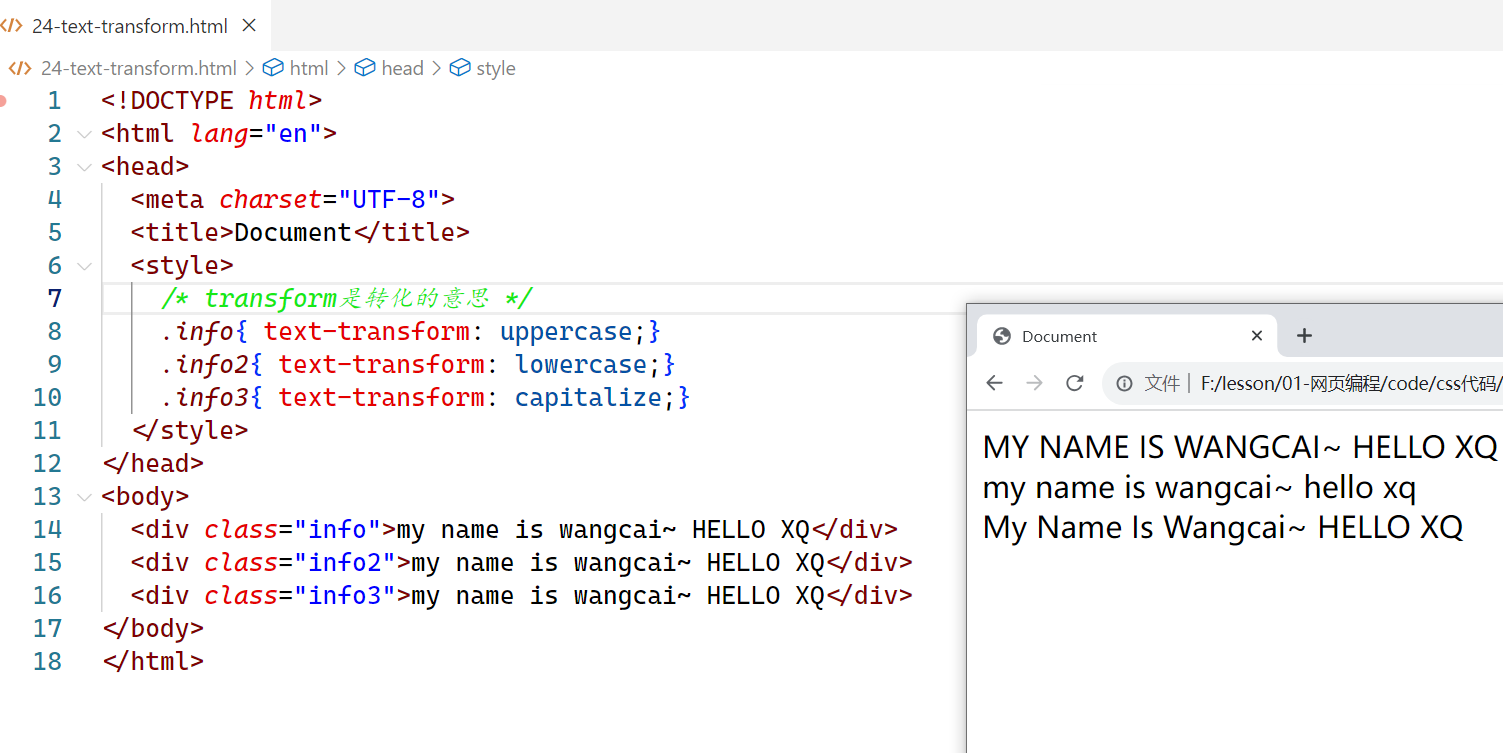 24-text-transform.html
24-text-transform.html > html > head > style
1 <!DOCTYPE html>
2 <html lang="en">
3 <head>
4 <meta charset="UTF-8">
5 <title>Document</title>
6 <style>
7 /* transform是转化的意思 */
8 .info{ text-transform: uppercase;}
9 .info2{ text-transform: lowercase;}
10 .info3{ text-transform: capitalize;}
11 </style>
12 </head>
13 <body>
14 <div class="info">my name is wangcai~ HELLO XQ</div>
15 <div class="info2">my name is wangcai~ HELLO XQ</div>
16 <div class="info3">my name is wangcai~ HELLO XQ</div>
17 </body>
18 </html>
Document
文件 | F:/lesson/01-网页编程/code/css代码/
MY NAME IS WANGCAI~ HELLO XQ
my name is wangcai~ hello xq
My Name Is Wangcai~ HELLO XQ